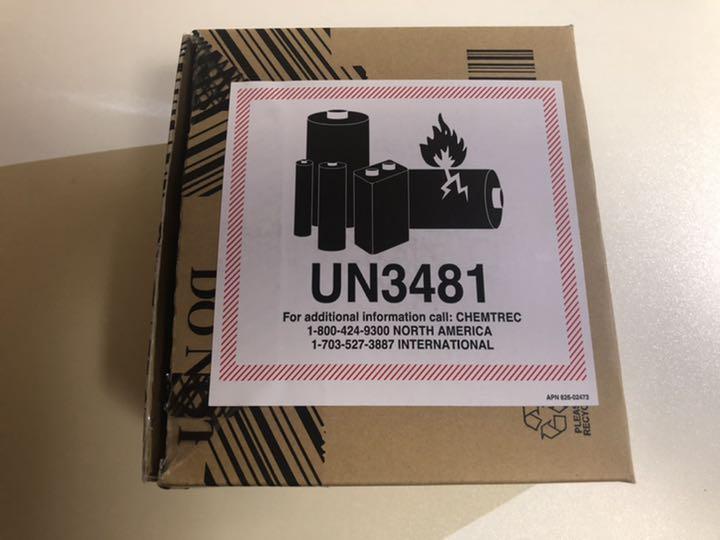 UN3481
For additional information call: CHEMTREC
1-800-424-9300 NORTH AMERICA
1-703-527-3887 INTERNATIONAL
APN 826-02473